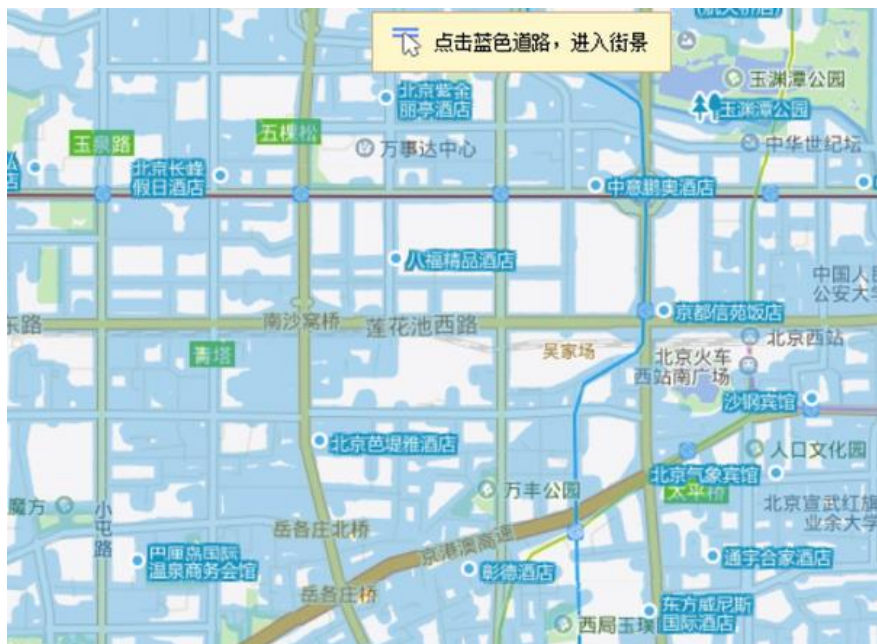 (航天桥店)
点击蓝色道路，进入街景
玉渊潭公园
北京紫金
丽亭酒店
玉渊潭公园
玉泉路
五棵松
万事达中心
中华世纪坛
北京长峰
假日酒店
店
中意鹏奥酒店
八福精品酒店
中国人民
公安大学
京都信苑饭店
东路
南沙窝桥
莲花池西路
北京西站
吴家场
青塔
北京火车
西站南广场
沙钢宾馆
北京芭堤雅酒店
人口文化园
北京气象宾馆
太平桥
万丰公园
魔方
小屯路
北京宣武红旗
业余大学
岳各庄北桥
京港澳高速
巴厘岛国际
温泉商务会馆
彰德酒店
通宇合家酒店
岳各庄桥
东方威尼斯
国际酒店
西局玉璞